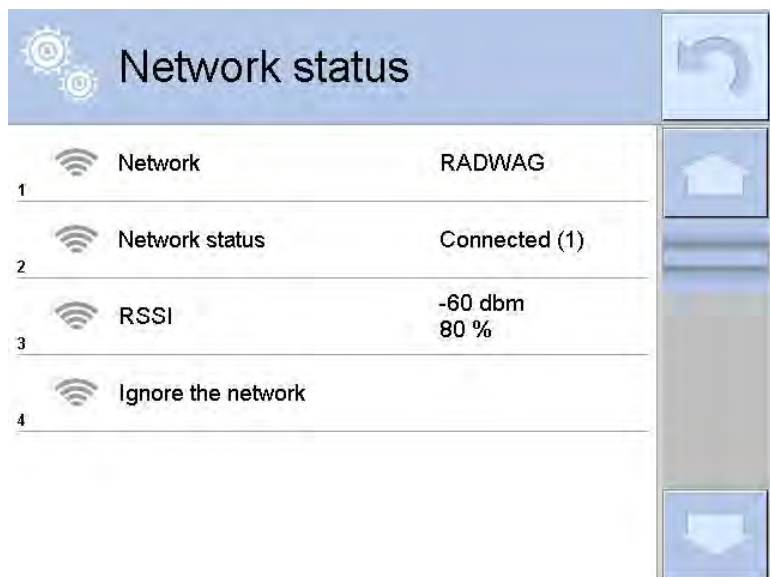 Network status
1 Network RADWAG
2 Network status Connected (1)
3 RSSI -60 dbm
80 %
4 Ignore the network